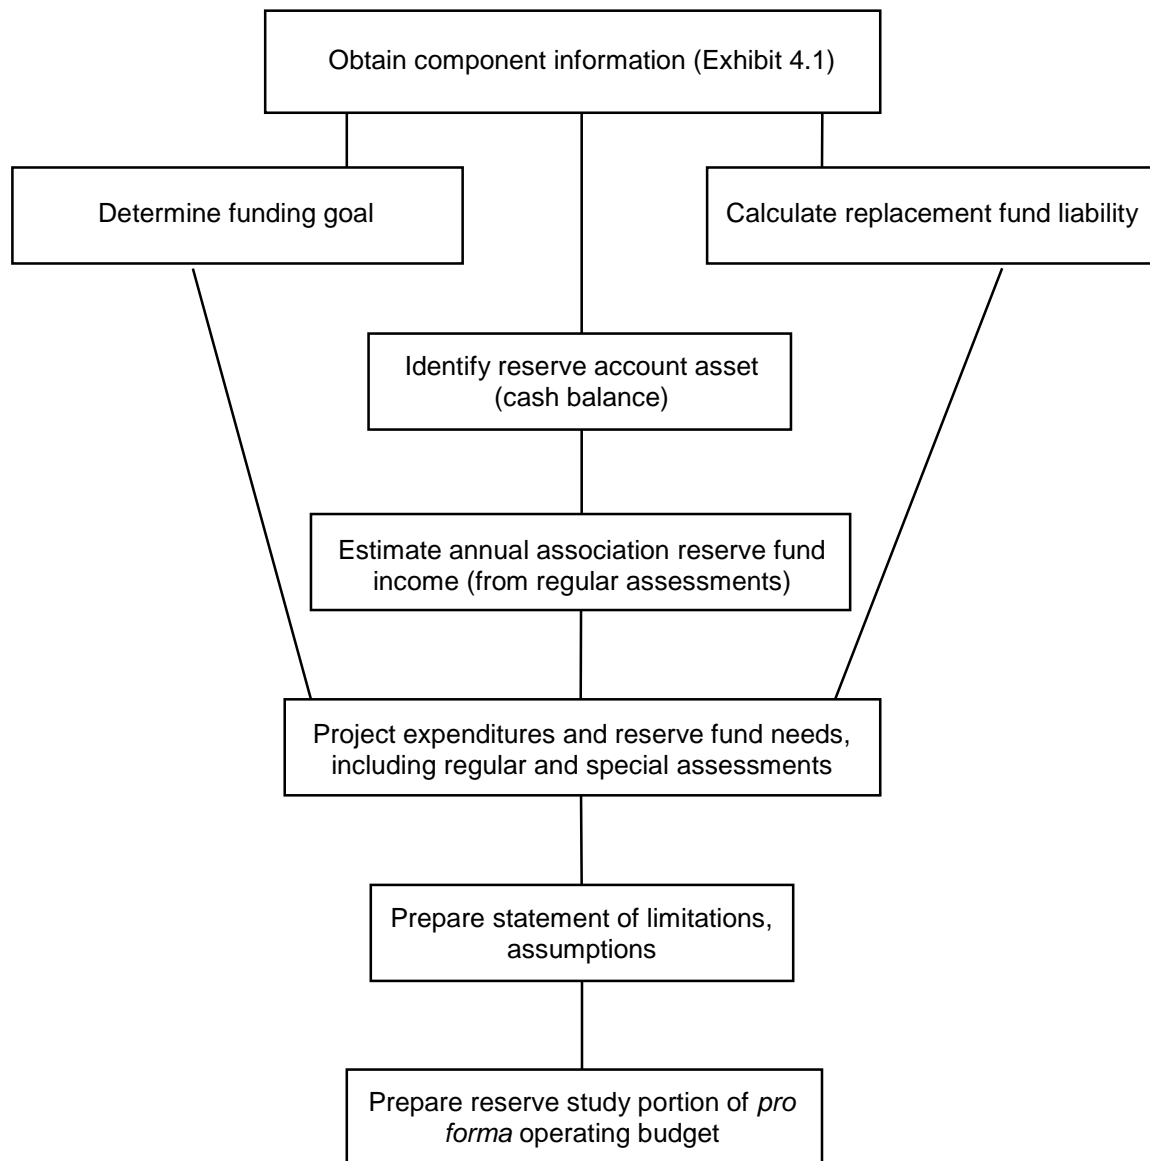 Obtain component information (Exhibit 4.1)
Determine funding goal
Calculate replacement fund liability
Identify reserve account asset
(cash balance)
Estimate annual association reserve fund
income (from regular assessments)
Project expenditures and reserve fund needs,
including regular and special assessments
Prepare statement of limitations,
assumptions
Prepare reserve study portion of pro
forma operating budget